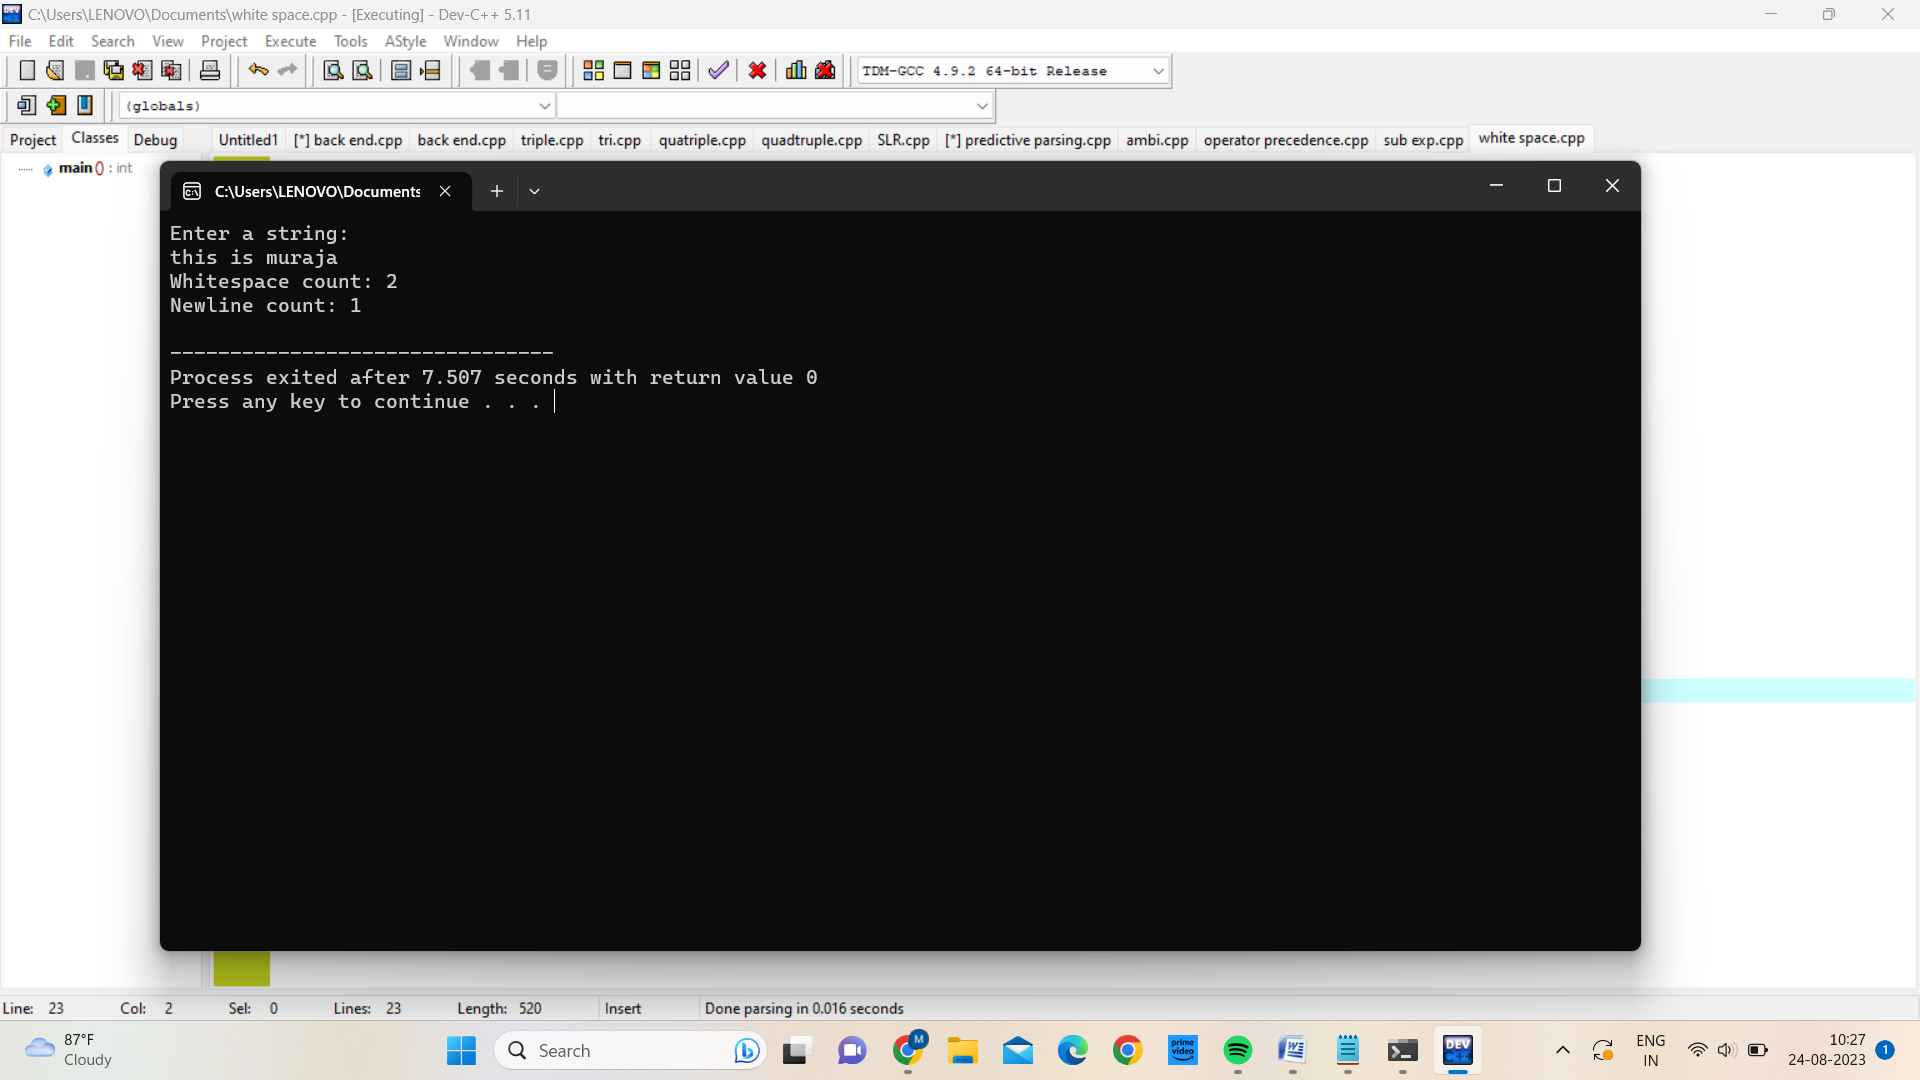 C:\Users\LENOVO\Documents\white space.cpp - [Executing] - Dev-C++ 5.11
File Edit Search View Project Execute Tools AStyle Window Help
TDM-GCC 4.9.2 64-bit Release
(globals)
Project Classes Debug Untitled1 [*] back end.cpp back end.cpp triple.cpp tri.cpp quatriple.cpp quadtruple.cpp SLR.cpp [*] predictive parsing.cpp ambi.cpp operator precedence.cpp sub exp.cpp white space.cpp
main () : int
C:\Users\LENOVO\Documents
Enter a string:
this is muraja
Whitespace count: 2
Newline count: 1
--------------------------------
Process exited after 7.507 seconds with return value 0
Press any key to continue . . .
Line: 23 Col: 2 Sel: 0 Lines: 23 Length: 520 Insert Done parsing in 0.016 seconds
87°F
Cloudy
Search
M
prime video
DEV C++
ENG
IN
10:27
24-08-2023
1